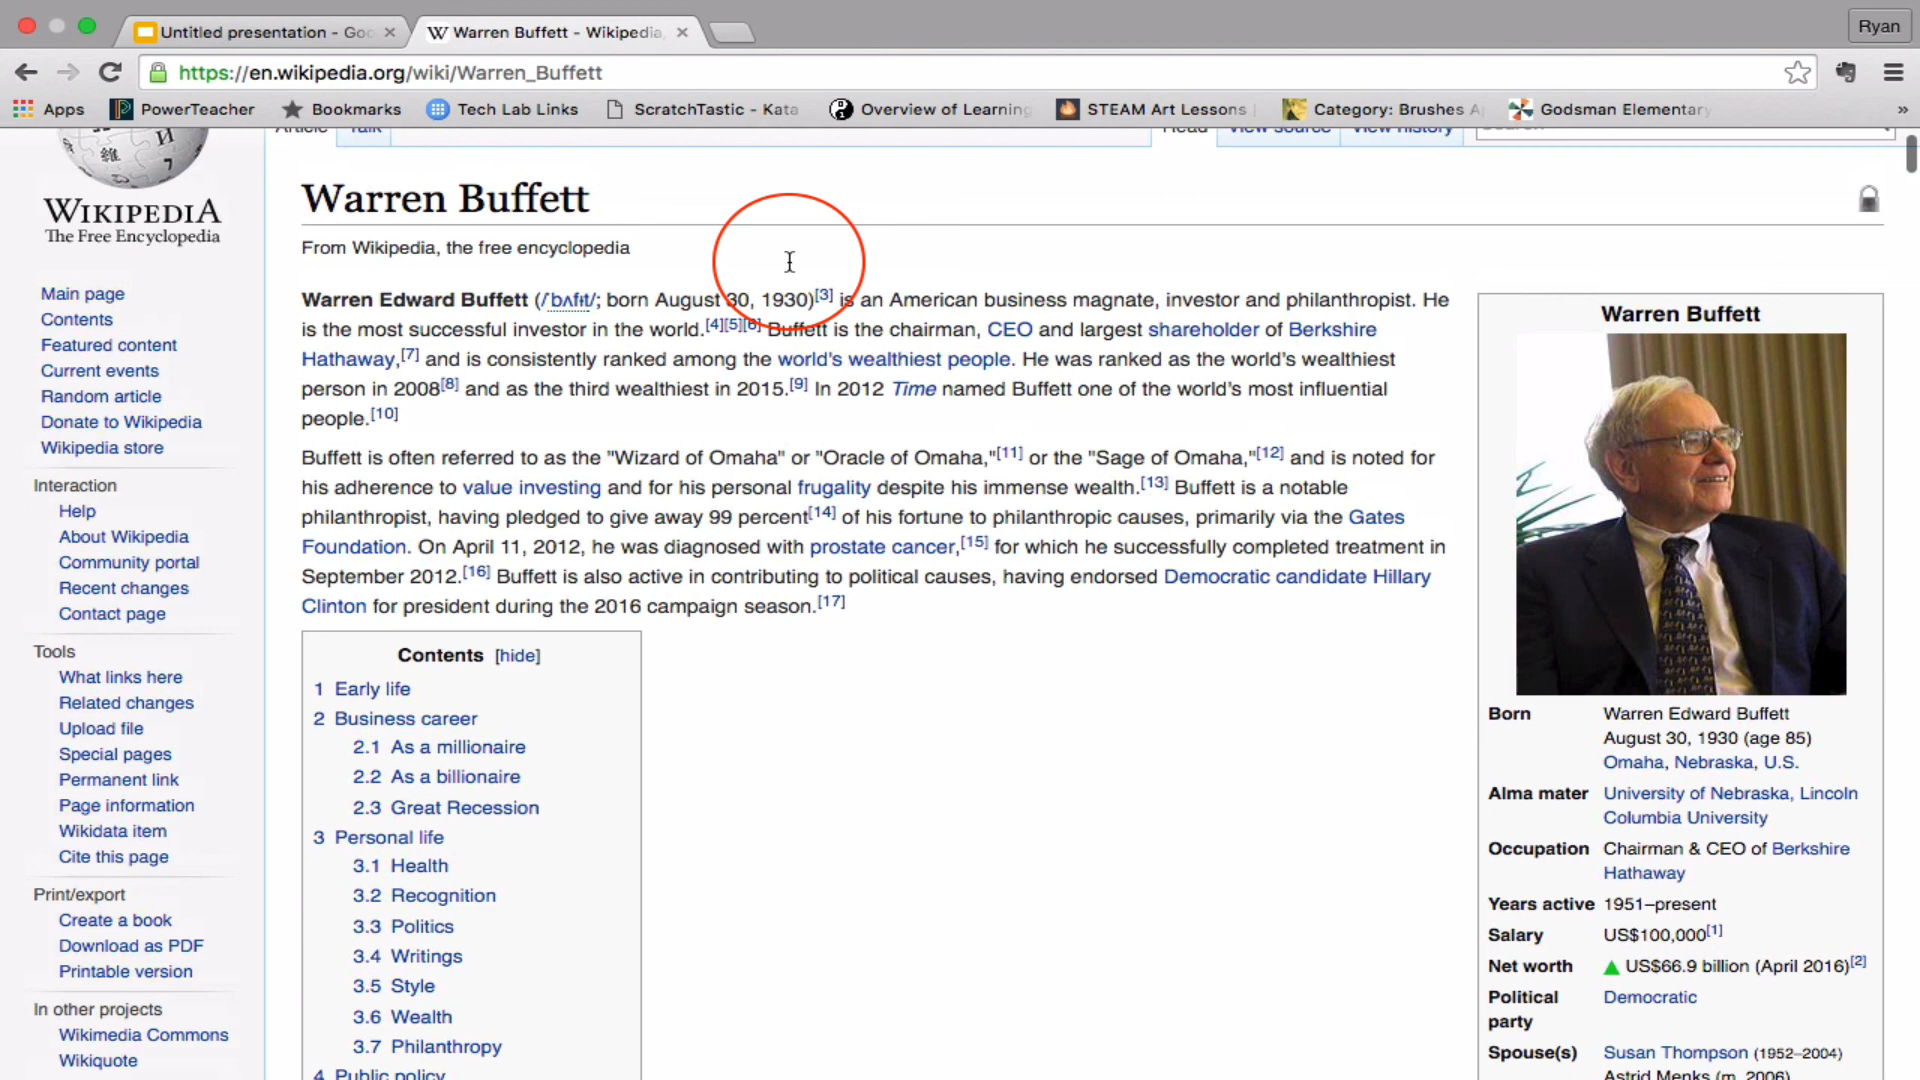 Untitled presentation - Goo
Warren Buffett - Wikipedia,
Ryan
https://en.wikipedia.org/wiki/Warren_Buffett
Apps
PowerTeacher
Bookmarks
Tech Lab Links
ScratchTastic - Kata
Overview of Learning
STEAM Art Lessons
Category: Brushes A
Godsman Elementary
»
Article
Talk
Read
View source
View history
Search
WIKIPEDIA
The Free Encyclopedia
Main page
Contents
Featured content
Current events
Random article
Donate to Wikipedia
Wikipedia store
Interaction
Help
About Wikipedia
Community portal
Recent changes
Contact page
Tools
What links here
Related changes
Upload file
Special pages
Permanent link
Page information
Wikidata item
Cite this page
Print/export
Create a book
Download as PDF
Printable version
In other projects
Wikimedia Commons
Wikiquote
Warren Buffett
From Wikipedia, the free encyclopedia
Warren Edward Buffett (/ˈbʌfɪt/; born August 30, 1930)[3] is an American business magnate, investor and philanthropist. He
is the most successful investor in the world.[4][5][6] Buffett is the chairman, CEO and largest shareholder of Berkshire
Hathaway,[7] and is consistently ranked among the world's wealthiest people. He was ranked as the world's wealthiest
person in 2008[8] and as the third wealthiest in 2015.[9] In 2012 Time named Buffett one of the world's most influential
people.[10]
Buffett is often referred to as the "Wizard of Omaha" or "Oracle of Omaha,"[11] or the "Sage of Omaha,"[12] and is noted for
his adherence to value investing and for his personal frugality despite his immense wealth.[13] Buffett is a notable
philanthropist, having pledged to give away 99 percent[14] of his fortune to philanthropic causes, primarily via the Gates
Foundation. On April 11, 2012, he was diagnosed with prostate cancer,[15] for which he successfully completed treatment in
September 2012.[16] Buffett is also active in contributing to political causes, having endorsed Democratic candidate Hillary
Clinton for president during the 2016 campaign season.[17]
Contents [hide]
1 Early life
2 Business career
2.1 As a millionaire
2.2 As a billionaire
2.3 Great Recession
3 Personal life
3.1 Health
3.2 Recognition
3.3 Politics
3.4 Writings
3.5 Style
3.6 Wealth
3.7 Philanthropy
4 Public policy
Warren Buffett
Born Warren Edward Buffett
August 30, 1930 (age 85)
Omaha, Nebraska, U.S.
Alma mater University of Nebraska, Lincoln
Columbia University
Occupation Chairman & CEO of Berkshire
Hathaway
Years active 1951–present
Salary US$100,000[1]
Net worth ▲ US$66.9 billion (April 2016)[2]
Political Democratic
party
Spouse(s) Susan Thompson (1952–2004)
Astrid Menks (m. 2006)